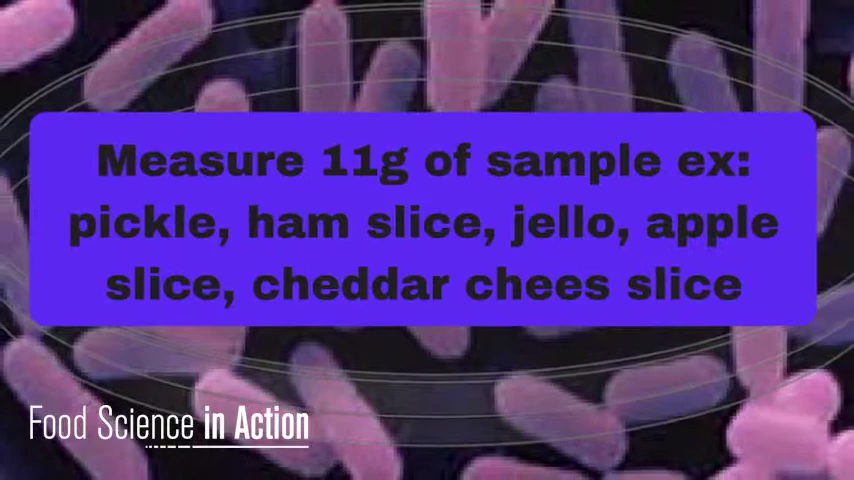 Measure 11g of sample ex:
pickle, ham slice, jello, apple
slice, cheddar chees slice
Food Science in Action